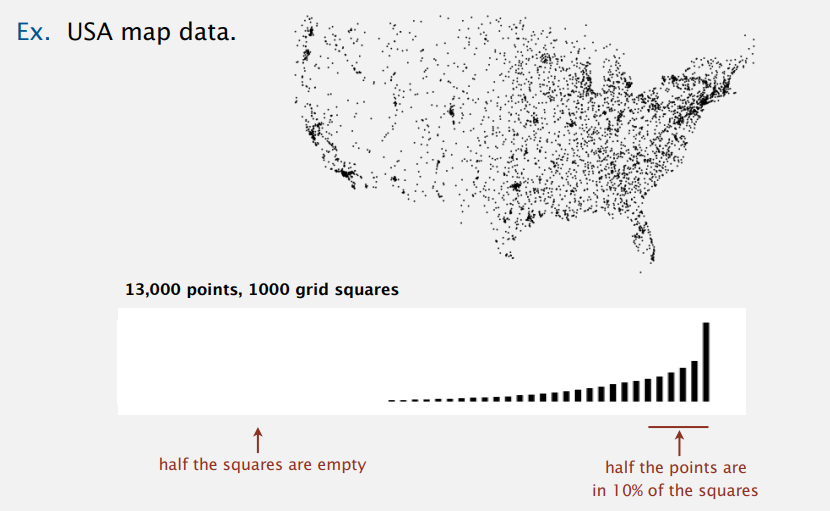 Ex. USA map data.
13,000 points, 1000 grid squares
half the squares are empty
half the points are
in 10% of the squares